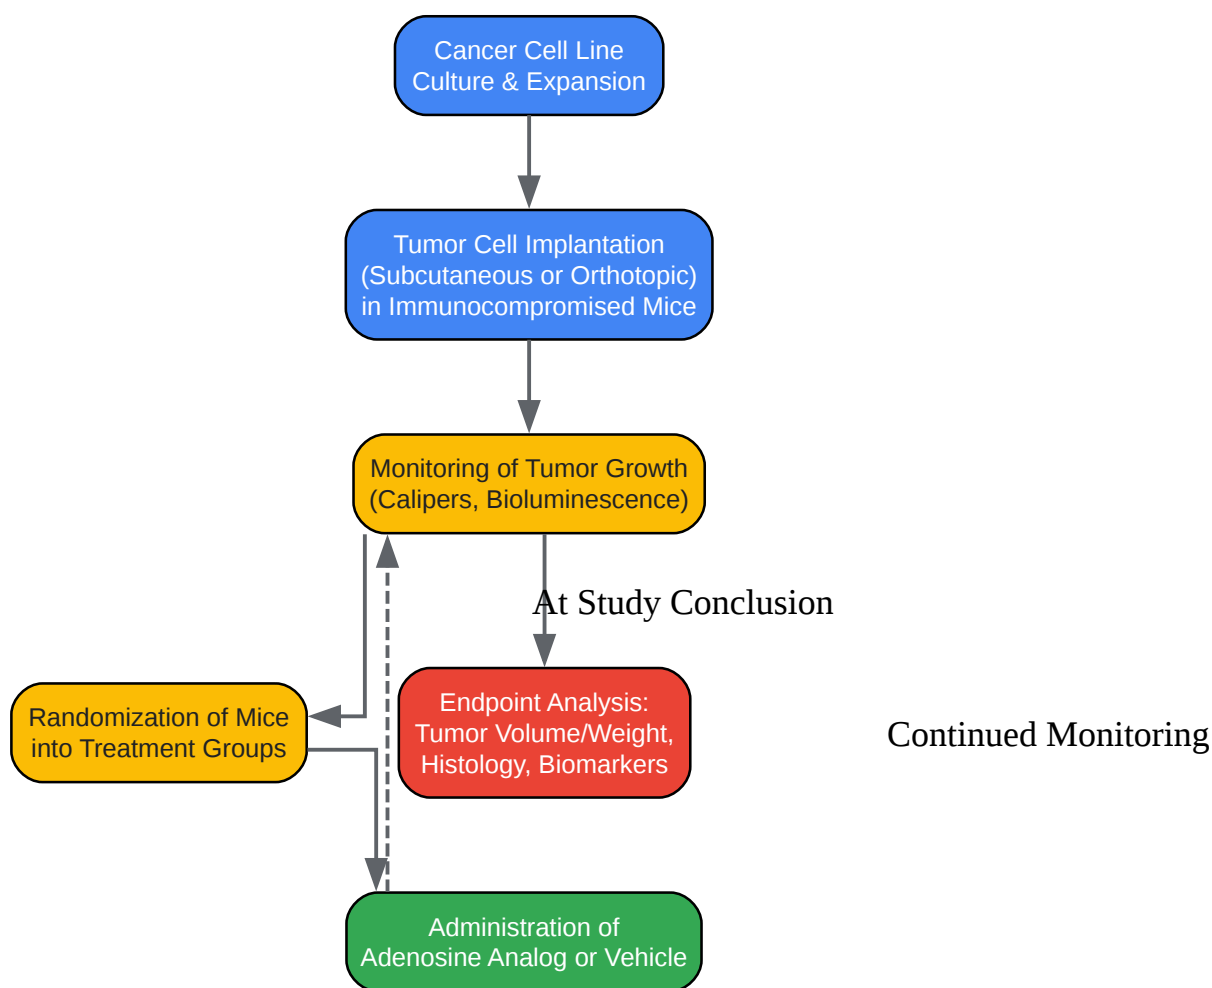 Cancer Cell Line
Culture & Expansion
Tumor Cell Implantation
(Subcutaneous or Orthotopic)
in Immunocompromised Mice
Monitoring of Tumor Growth
(Calipers, Bioluminescence)
At Study Conclusion
Randomization of Mice
into Treatment Groups
Endpoint Analysis:
Tumor Volume/Weight,
Histology, Biomarkers
Continued Monitoring
Administration of
Adenosine Analog or Vehicle